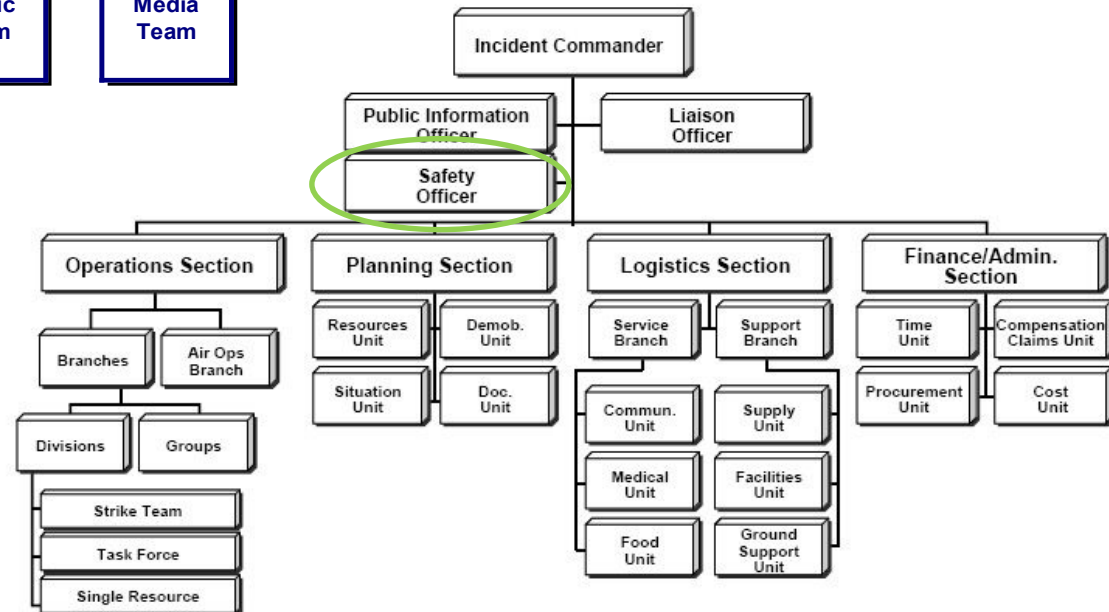 Media
Team
Incident Commander
Public Information
Officer
Liaison
Officer
Safety
Officer
Operations Section
Planning Section
Logistics Section
Finance/Admin.
Section
Branches
Air Ops
Branch
Divisions
Groups
Strike Team
Task Force
Single Resource
Resources
Unit
Demob.
Unit
Situation
Unit
Doc.
Unit
Service
Branch
Support
Branch
Commun.
Unit
Supply
Unit
Medical
Unit
Facilities
Unit
Food
Unit
Ground
Support
Unit
Time
Unit
Compensation
Claims Unit
Procurement
Unit
Cost
Unit